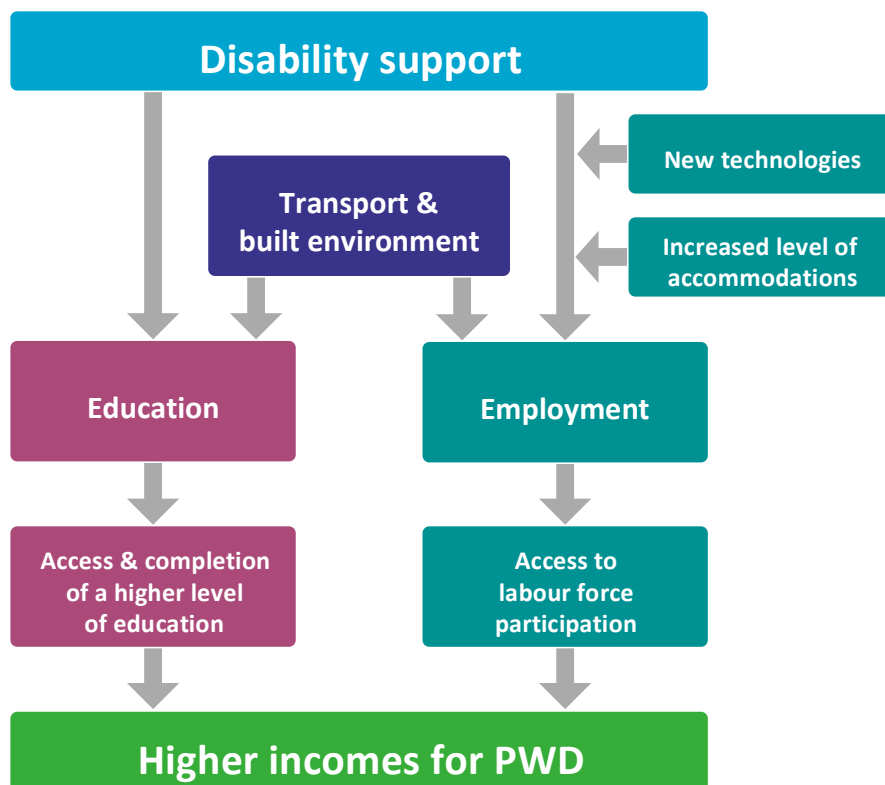 Disability support
New technologies
Transport &
built environment
Increased level of
accommodations
Education
Employment
Access & completion
of a higher level
of education
Access to
labour force
participation
Higher incomes for PWD